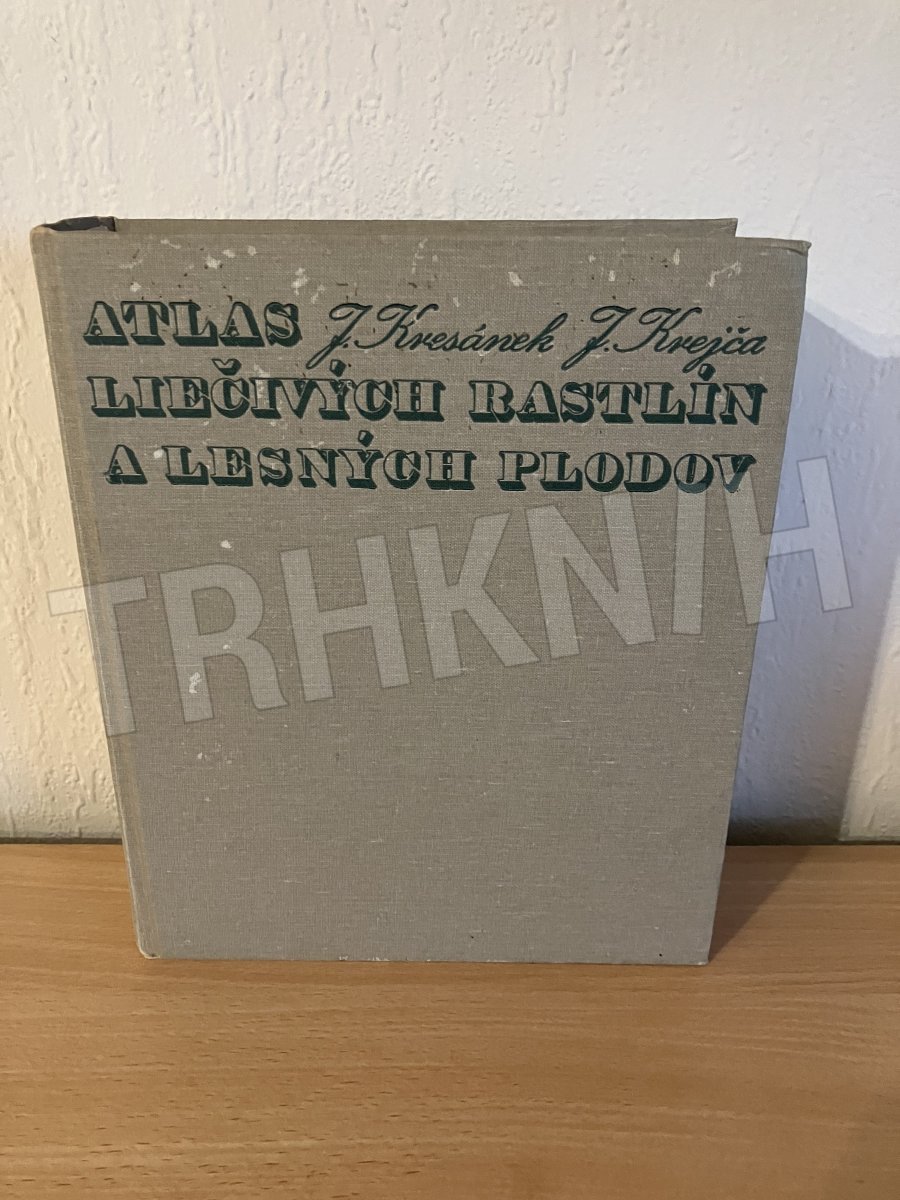 ATLAS J. Kresánek J. Krejča
LIEČIVÝCH RASTLÍN
A LESNÝCH PLODOV
TRHKNIH